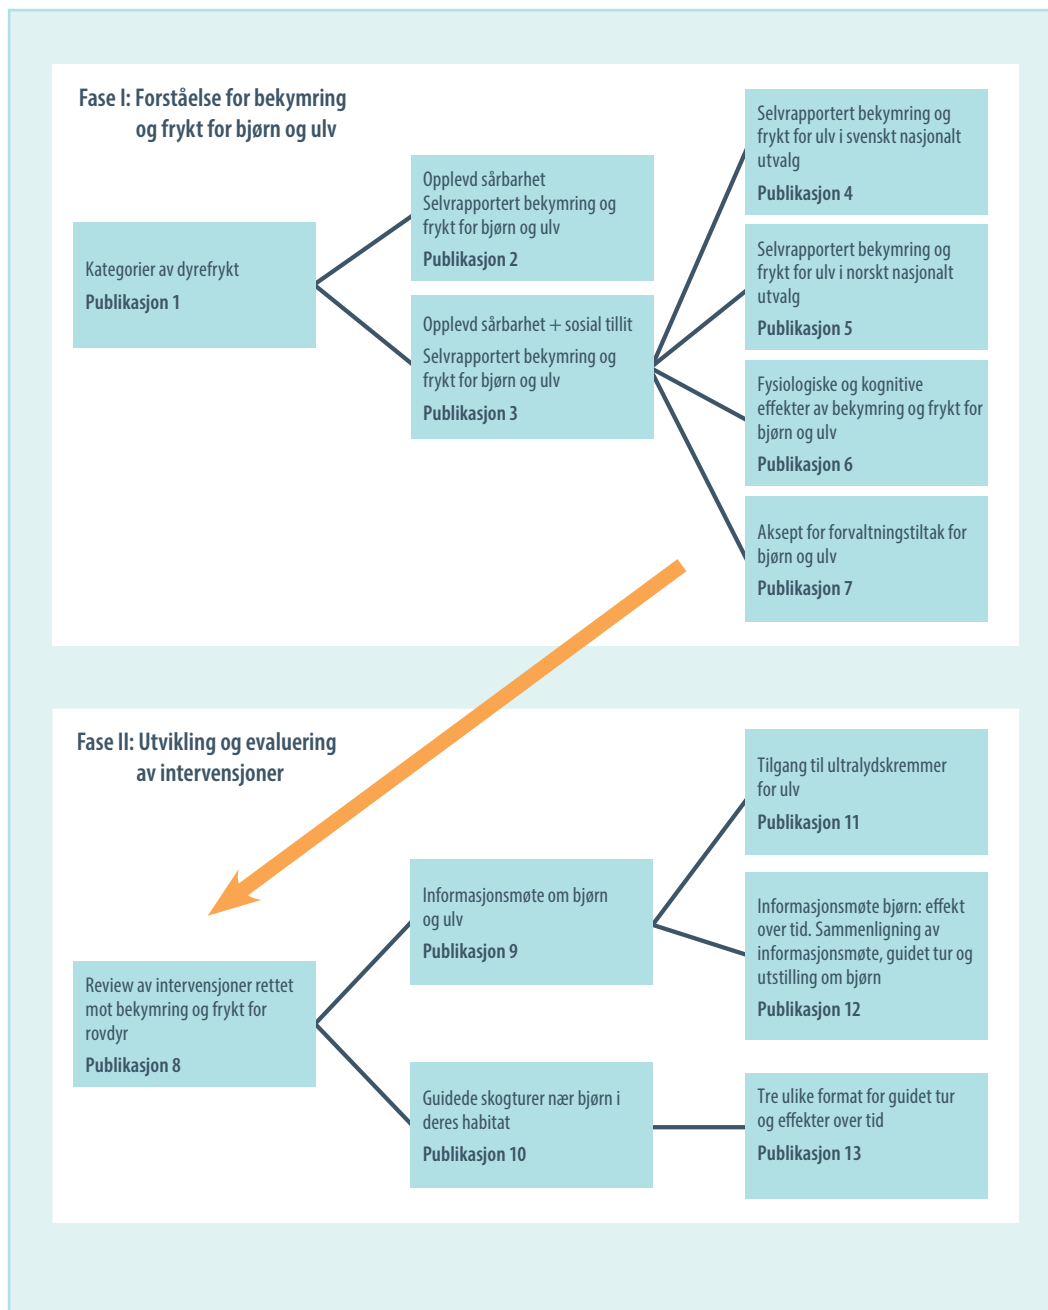 Fase I: Forståelse for bekymring
og frykt for bjørn og ulv
Kategorier av dyrefrykt
Publikasjon 1
Opplevd sårbarhet
Selvrapportert bekymring og
frykt for bjørn og ulv
Publikasjon 2
Opplevd sårbarhet + sosial tillit
Selvrapportert bekymring og
frykt for bjørn og ulv
Publikasjon 3
Selvrapportert bekymring og
frykt for ulv i svenskt nasjonalt
utvalg
Publikasjon 4
Selvrapportert bekymring og
frykt for ulv i norskt nasjonalt
utvalg
Publikasjon 5
Fysiologiske og kognitive
effekter av bekymring og frykt for
bjørn og ulv
Publikasjon 6
Aksept for forvaltningstiltak for
bjørn og ulv
Publikasjon 7
Fase II: Utvikling og evaluering
av intervensjoner
Review av intervensjoner rettet
mot bekymring og frykt for
rovdyr
Publikasjon 8
Informasjonsmøte om bjørn
og ulv
Publikasjon 9
Guidede skogturer nær bjørn i
deres habitat
Publikasjon 10
Tilgang til ultralydskremmer
for ulv
Publikasjon 11
Informasjonsmøte bjørn: effekt
over tid. Sammenligning av
informasjonsmøte, guidet tur og
utstilling om bjørn
Publikasjon 12
Tre ulike format for guidet tur
og effekter over tid
Publikasjon 13